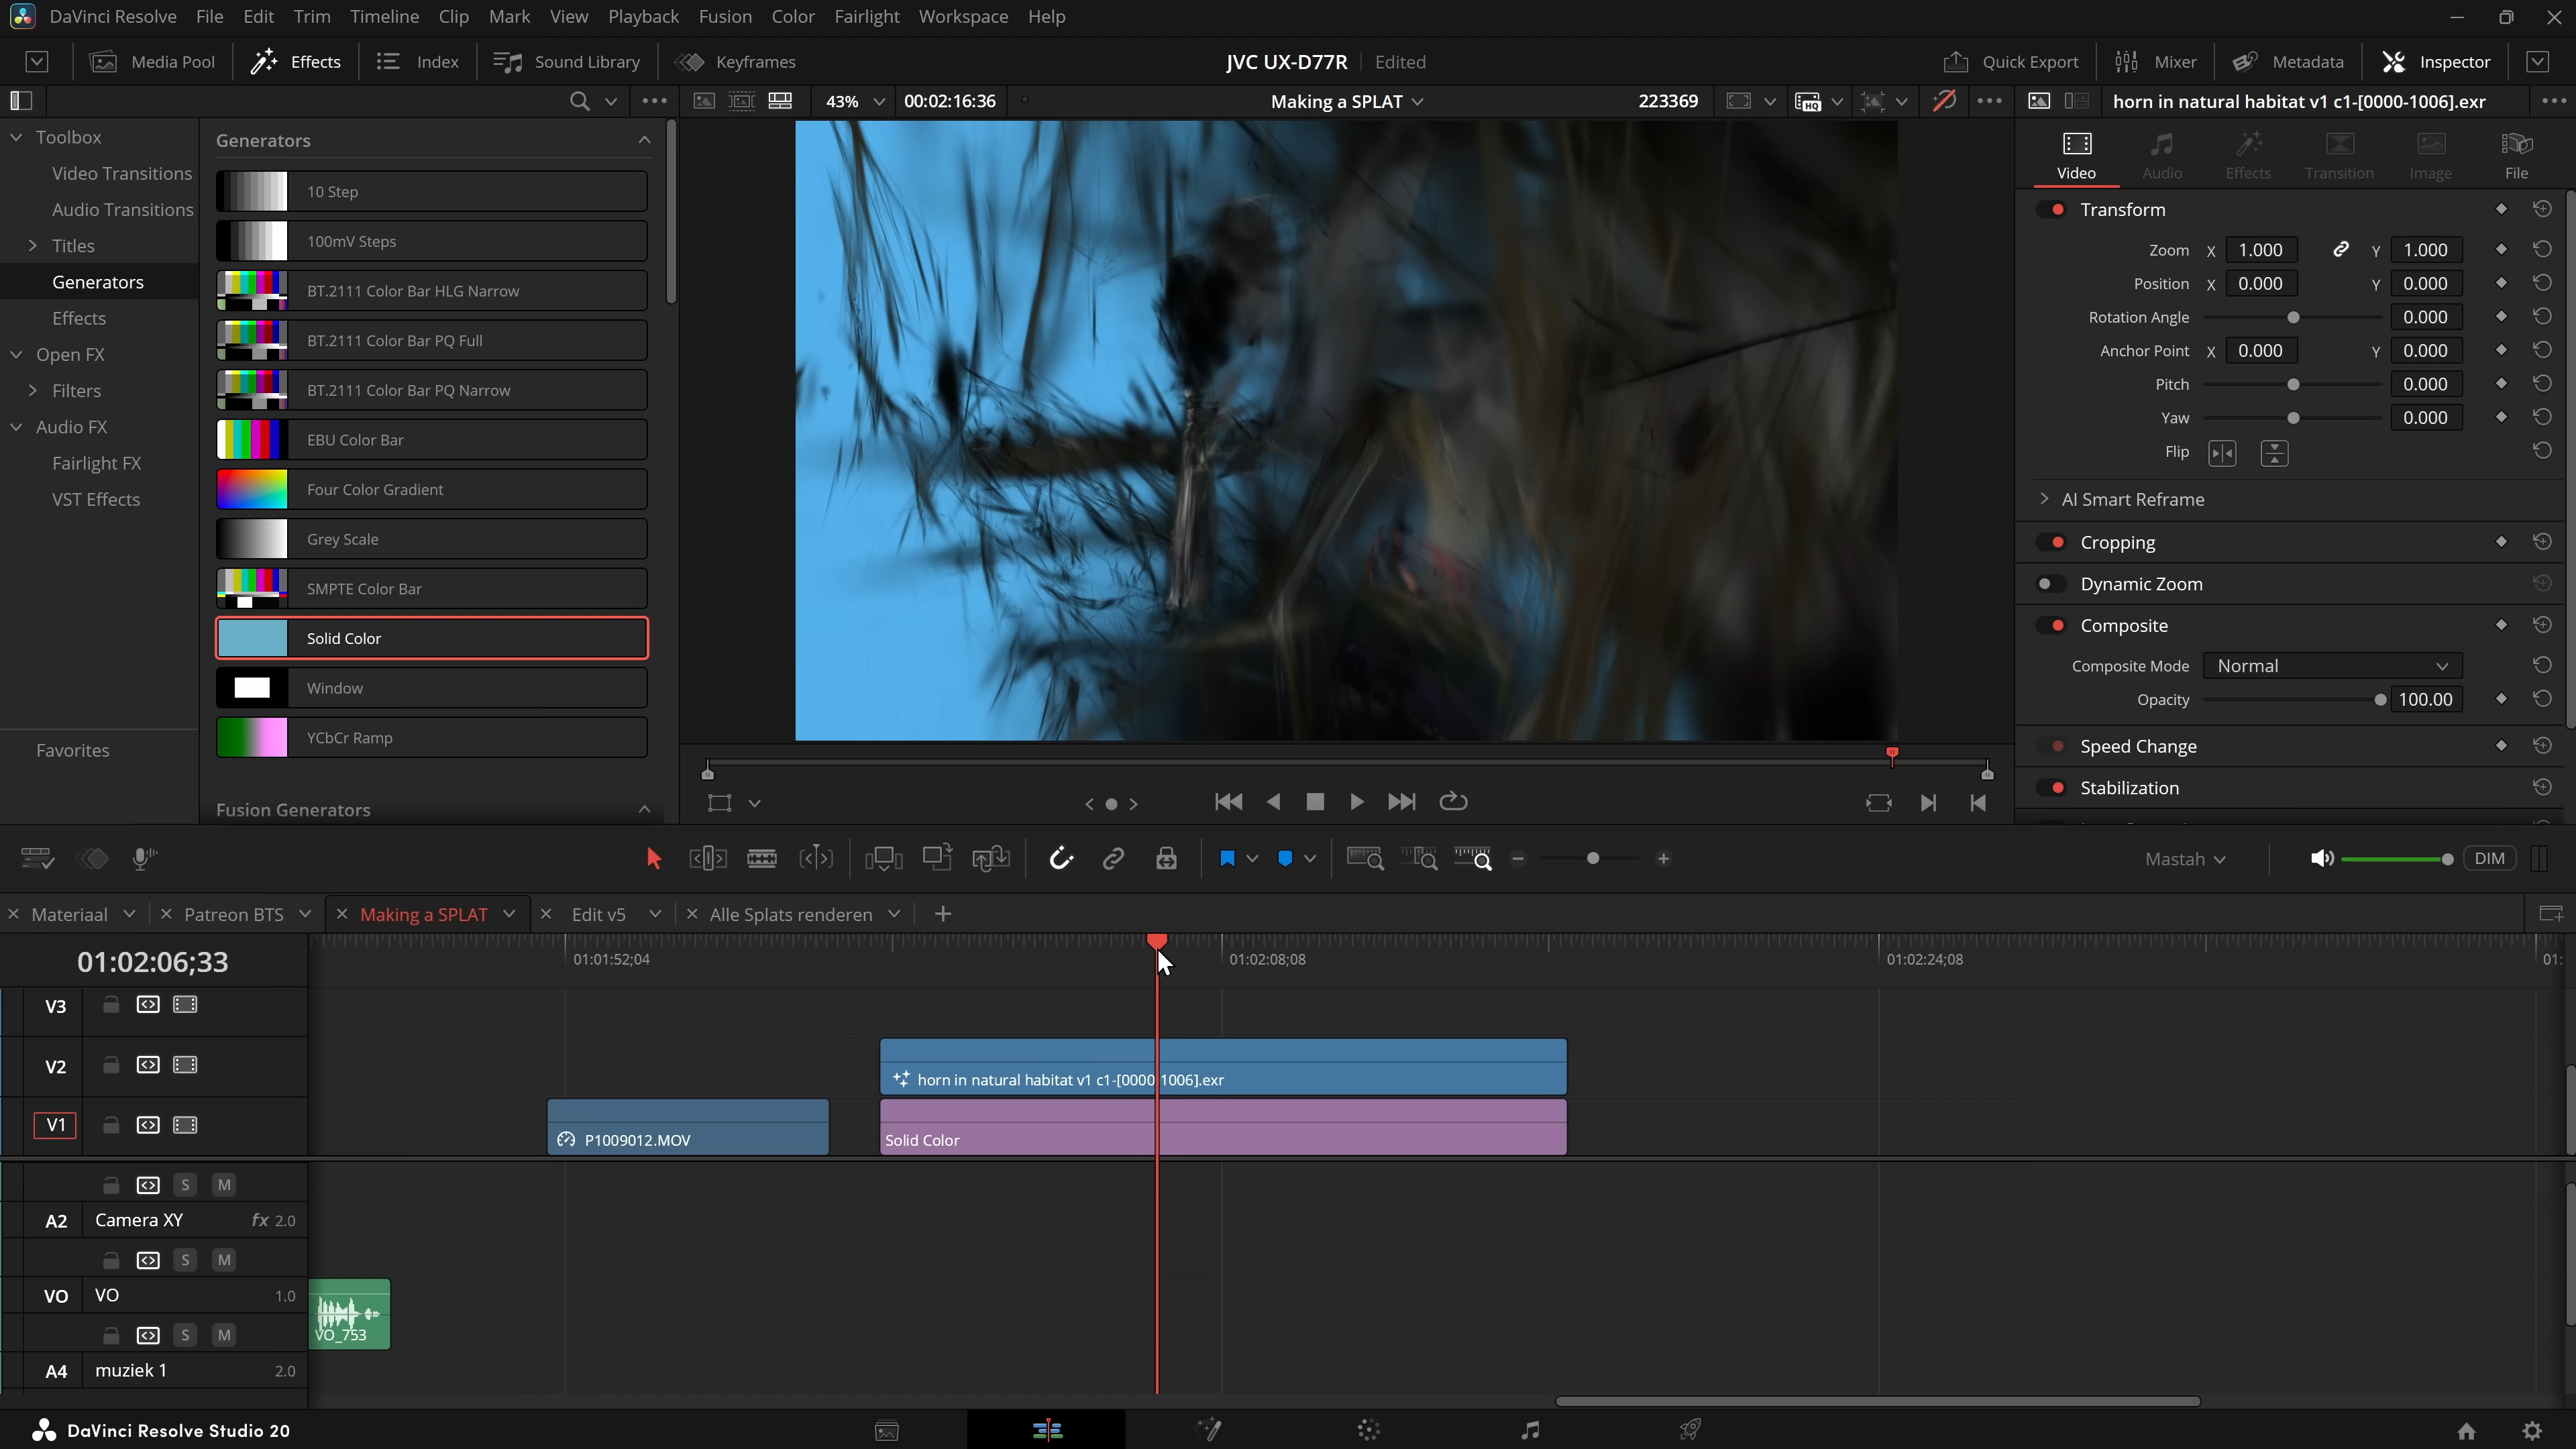 DaVinci Resolve File Edit Trim Timeline Clip Mark View Playback Fusion Color Fairlight Workspace Help
Media Pool Effects Index Sound Library Keyframes JVC UX-D77R Edited Quick Export Mixer Metadata Inspector
43% 00:02:16:36 Making a SPLAT 223369 horn in natural habitat v1 c1-[0000-1006].exr
Toolbox
Video Transitions
Audio Transitions
Titles
Generators
Effects
Open FX
Filters
Audio FX
Fairlight FX
VST Effects
Favorites
Generators
10 Step
100mV Steps
BT.2111 Color Bar HLG Narrow
BT.2111 Color Bar PQ Full
BT.2111 Color Bar PQ Narrow
EBU Color Bar
Four Color Gradient
Grey Scale
SMPTE Color Bar
Solid Color
Window
YCbCr Ramp
Fusion Generators
Video Audio Effects Transition Image File
Transform
Zoom X 1.000 Y 1.000
Position X 0.000 Y 0.000
Rotation Angle 0.000
Anchor Point X 0.000 Y 0.000
Pitch 0.000
Yaw 0.000
Flip
AI Smart Reframe
Cropping
Dynamic Zoom
Composite
Composite Mode Normal
Opacity 100.00
Speed Change
Stabilization
Mastah DIM
Materiaal Patreon BTS Making a SPLAT Edit v5 Alle Splats renderen
01:02:06;33 01:01:52;04 01:02:08;08 01:02:24;08 01:
V3
V2 horn in natural habitat v1 c1-[0000-1006].exr
V1 P1009012.MOV Solid Color
S M
A2 Camera XY fx 2.0
S M
VO VO 1.0
S M VO_753
A4 muziek 1 2.0
DaVinci Resolve Studio 20